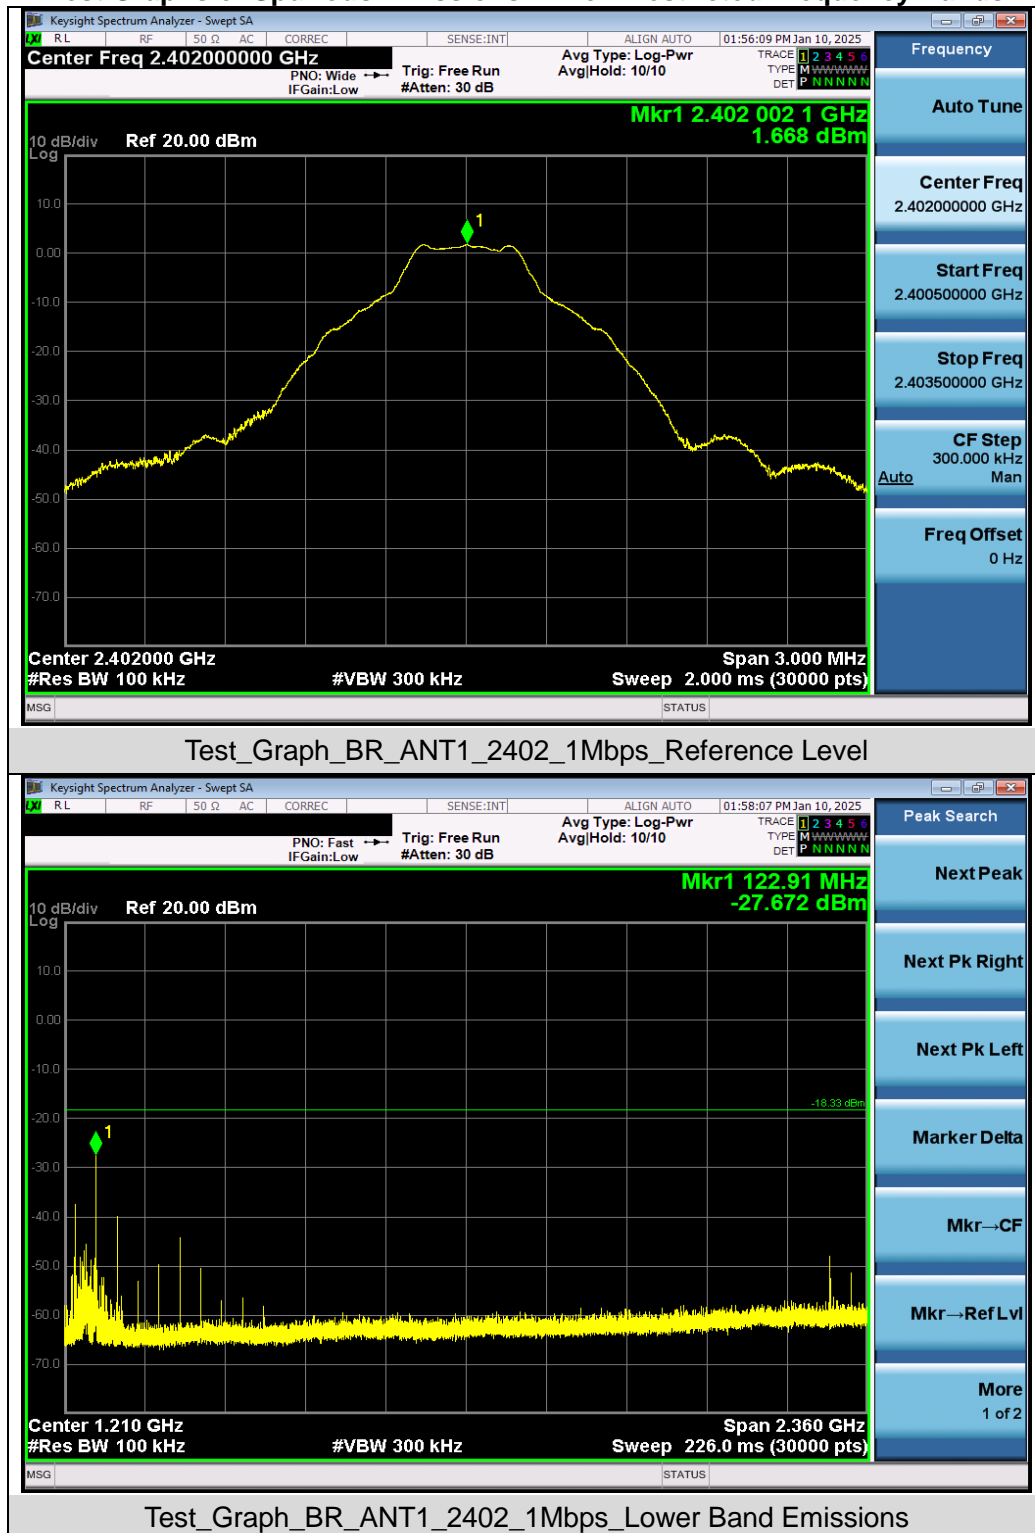 Keysight Spectrum Analyzer - Swept SA
LXI RL RF 50 Ω AC CORREC SENSE:INT ALIGN AUTO 01:56:09 PM Jan 10, 2025
Center Freq 2.402000000 GHz
PNO: Wide
IFGain:Low
Trig: Free Run
#Atten: 30 dB
Avg Type: Log-Pwr
Avg|Hold: 10/10
TRACE 1 2 3 4 5 6
TYPE M WWWWW
DET P N N N N N
Mkr1 2.402 002 1 GHz
1.668 dBm
10 dB/div Ref 20.00 dBm
Log
10.0
0.00
-10.0
-20.0
-30.0
-40.0
-50.0
-60.0
-70.0
1
Center 2.402000 GHz Span 3.000 MHz
#Res BW 100 kHz #VBW 300 kHz Sweep 2.000 ms (30000 pts)
MSG STATUS
Frequency
Auto Tune
Center Freq
2.402000000 GHz
Start Freq
2.400500000 GHz
Stop Freq
2.403500000 GHz
CF Step
300.000 kHz
Auto Man
Freq Offset
0 Hz
Test_Graph_BR_ANT1_2402_1Mbps_Reference Level
Keysight Spectrum Analyzer - Swept SA
LXI RL RF 50 Ω AC CORREC SENSE:INT ALIGN AUTO 01:58:07 PM Jan 10, 2025
PNO: Fast
IFGain:Low
Trig: Free Run
#Atten: 30 dB
Avg Type: Log-Pwr
Avg|Hold: 10/10
TRACE 1 2 3 4 5 6
TYPE M WWWWW
DET P N N N N N
Mkr1 122.91 MHz
-27.672 dBm
10 dB/div Ref 20.00 dBm
Log
10.0
0.00
-10.0
-20.0
-30.0
-40.0
-50.0
-60.0
-70.0
-18.33 dBm
1
Center 1.210 GHz Span 2.360 GHz
#Res BW 100 kHz #VBW 300 kHz Sweep 226.0 ms (30000 pts)
MSG STATUS
Peak Search
Next Peak
Next Pk Right
Next Pk Left
Marker Delta
Mkr→CF
Mkr→Ref Lvl
More
1 of 2
Test_Graph_BR_ANT1_2402_1Mbps_Lower Band Emissions